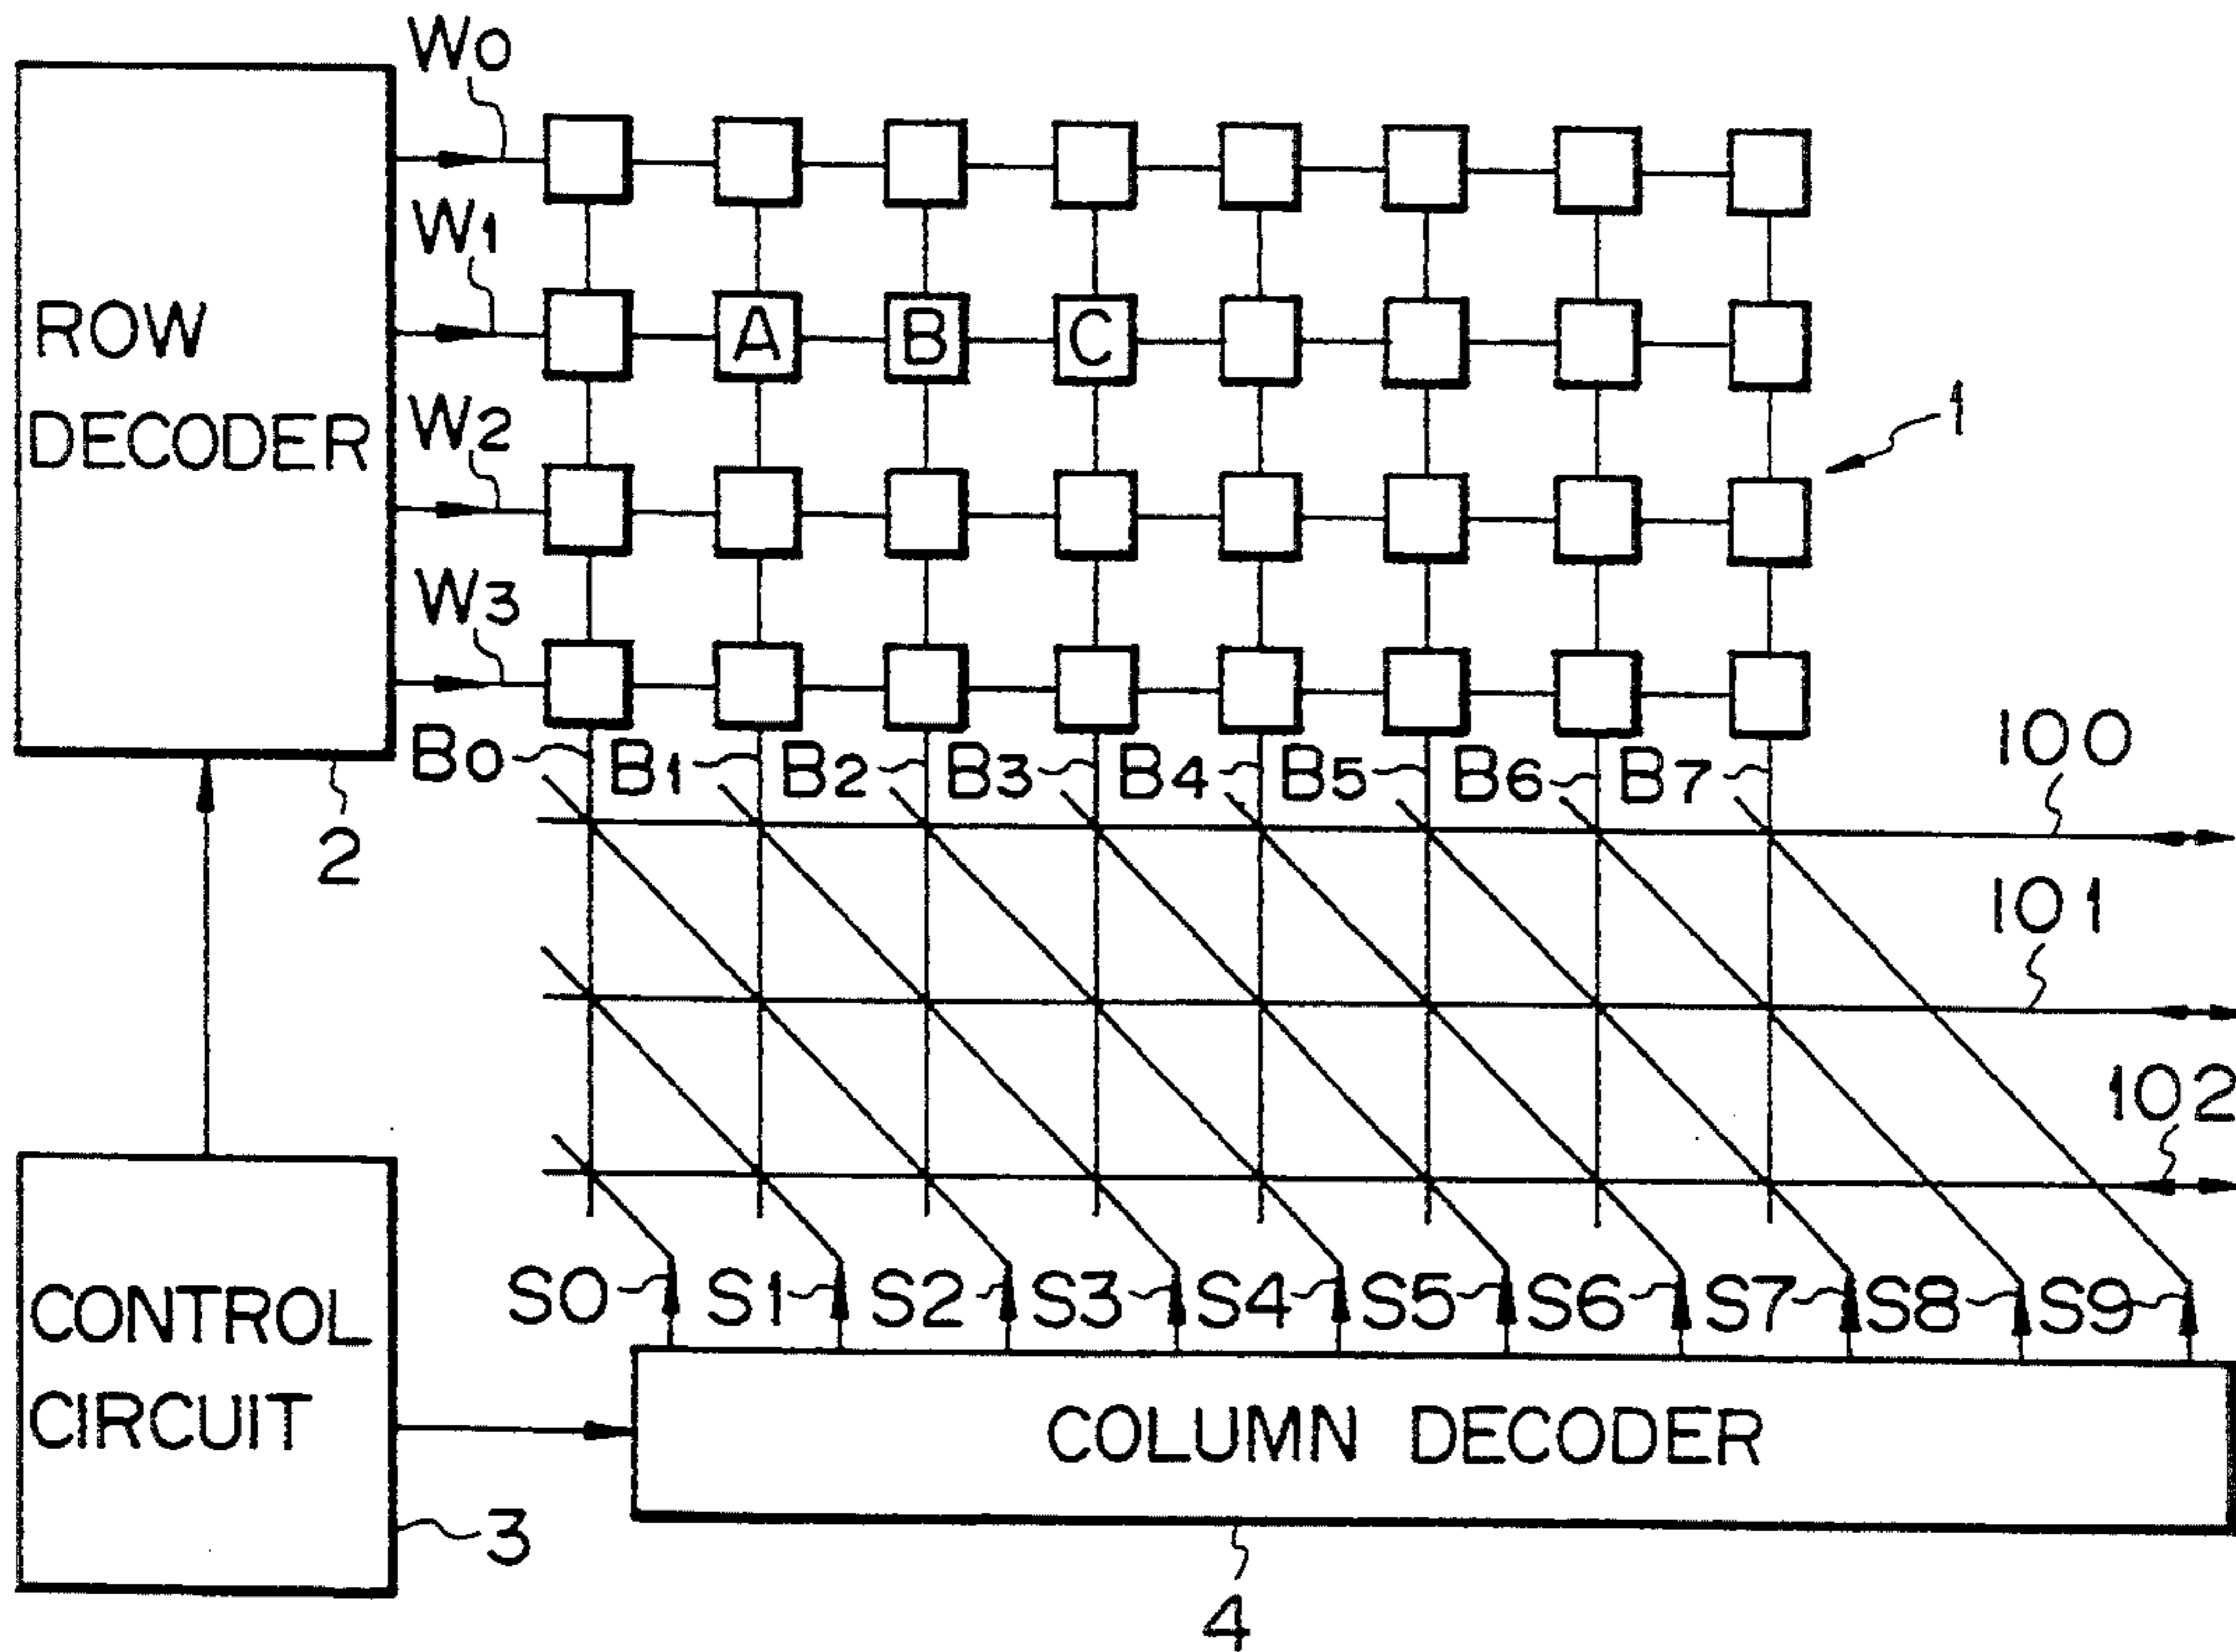 W0
W1
ROW
DECODER
A
B
C
W2
1
W3
B0
B1
B2
B3
B4
B5
B6
B7
100
2
101
102
S0
S1
S2
S3
S4
S5
S6
S7
S8
S9
CONTROL
CIRCUIT
COLUMN DECODER
3
4